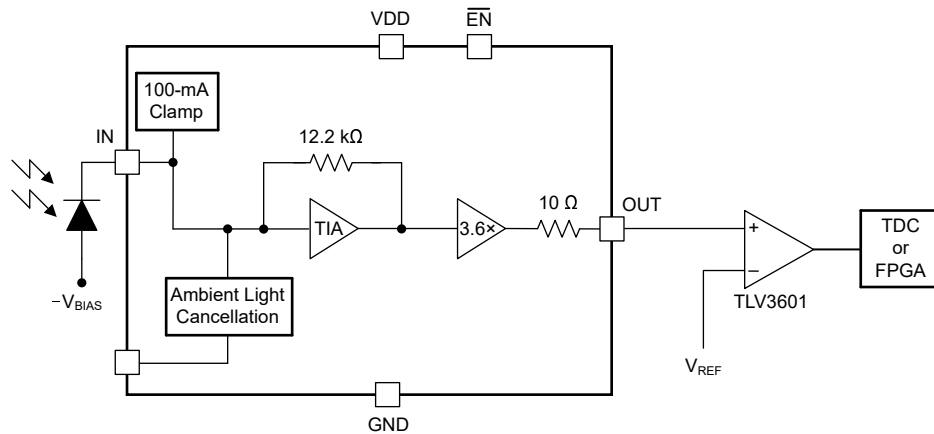 VDD
EN
100-mA
Clamp
IN
12.2 kΩ
TIA
3.6×
10 Ω
OUT
+
−
TLV3601
TDC
or
FPGA
Ambient Light
Cancellation
−VBIAS
VREF
GND